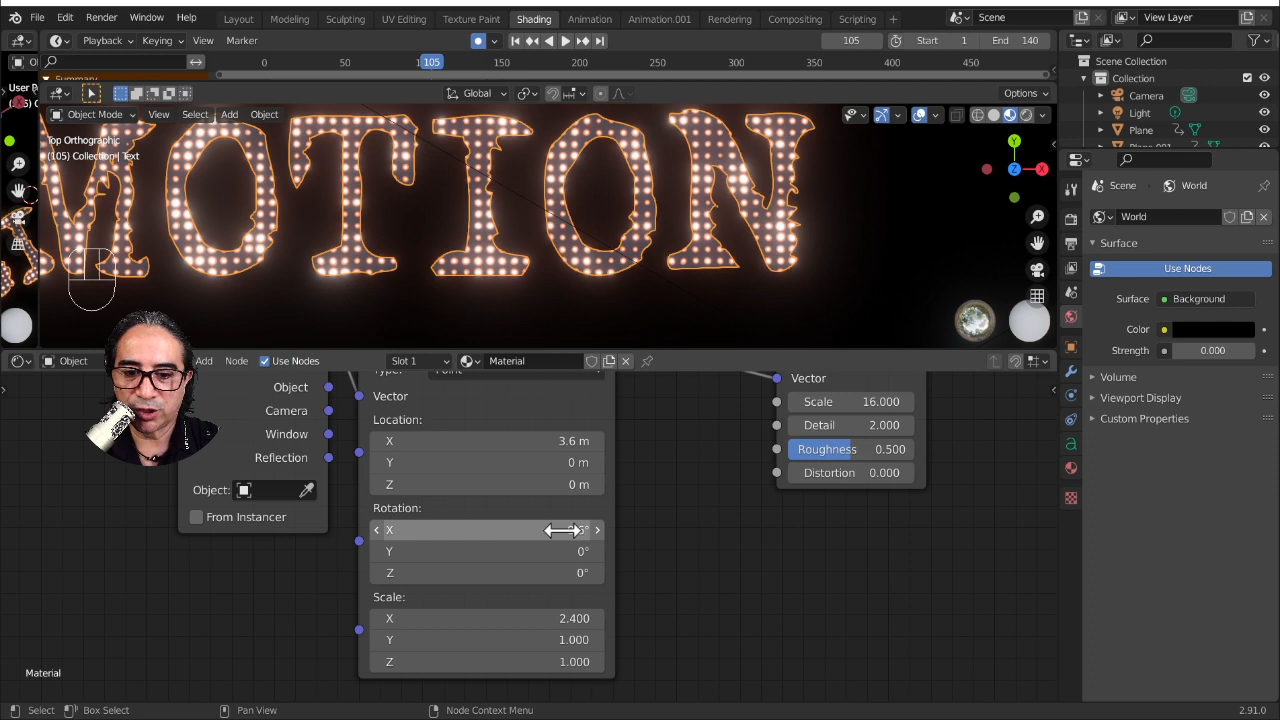 File Edit Render Window Help Layout Modeling Sculpting UV Editing Texture Paint Shading Animation Animation.001 Rendering Compositing Scripting + Scene View Layer
Playback Keying View Marker 105 Start 1 End 140
0 50 105 150 200 250 300 350 400 450
Summary
Scene Collection
Collection
Camera
Light
Plane
Global Options
Object Mode View Select Add Object
Top Orthographic
(105) Collection | Text
MOTION
Y
Z X
Scene World
World
Surface
Use Nodes
Surface Background
Color
Strength 0.000
Volume
Viewport Display
Custom Properties
Object Add Node Use Nodes Slot 1 Material
Object
Camera
Window
Reflection
Object:
From Instancer
Vector
Location:
X 3.6 m
Y 0 m
Z 0 m
Rotation:
X
Y 0°
Z 0°
Scale:
X 2.400
Y 1.000
Z 1.000
Vector
Scale 16.000
Detail 2.000
Roughness 0.500
Distortion 0.000
Material
Select Box Select Pan View Node Context Menu 2.91.0